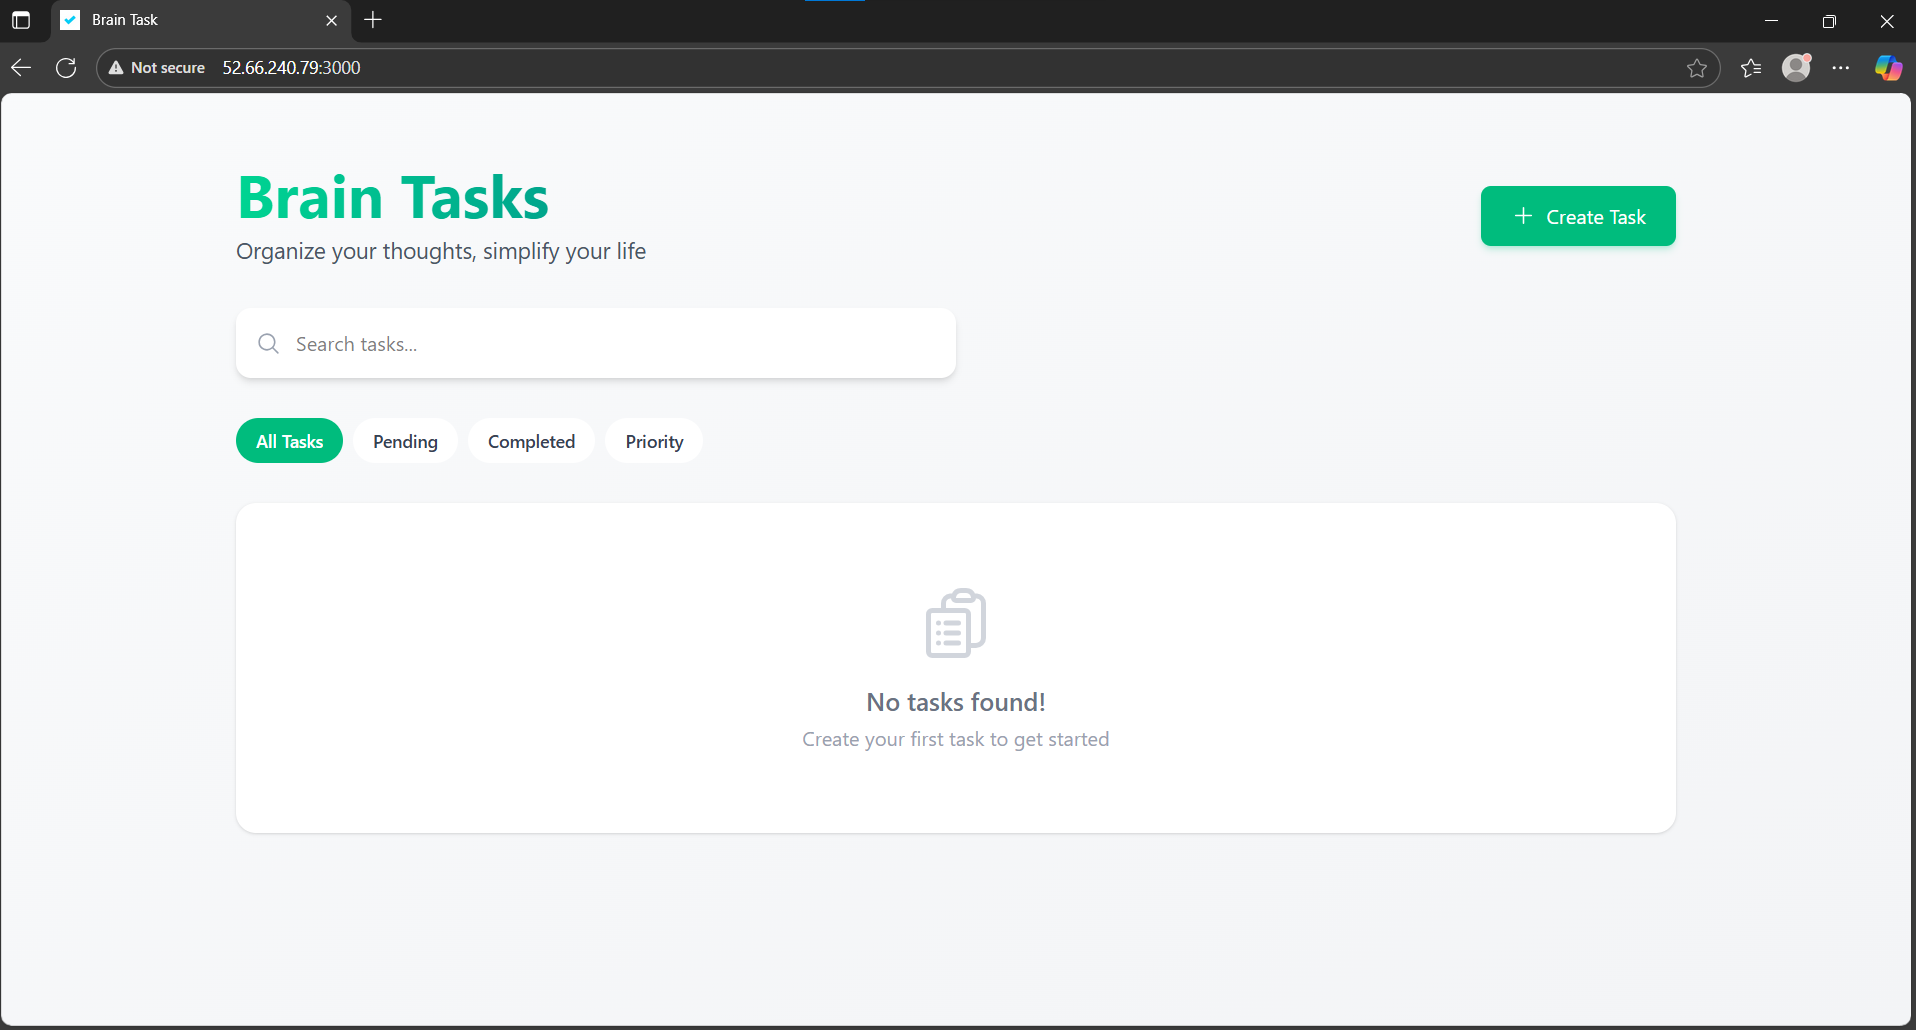 Brain Task
Not secure 52.66.240.79:3000
Brain Tasks
Organize your thoughts, simplify your life
Create Task
Search tasks...
All Tasks Pending Completed Priority
No tasks found!
Create your first task to get started